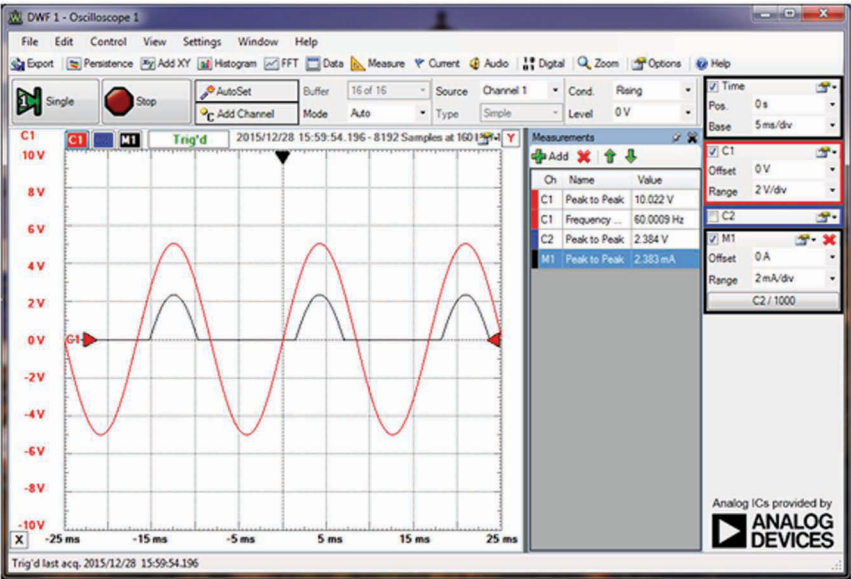 DWF 1 - Oscilloscope 1
File Edit Control View Settings Window Help
Export Persistence Add XY Histogram FFT Data Measure Current Audio Digital Zoom Options Help
Single Stop AutoSet Buffer 16 of 16 Source Channel 1 Cond. Rising
Add Channel Mode Auto Type Simple Level 0 V
Time
Pos. 0 s
Base 5 ms/div
C1
Offset 0 V
Range 2 V/div
C2
M1
Offset 0 A
Range 2 mA/div
C2 / 1000
C1 C1 M1 Trig'd 2015/12/28 15:59:54.196 - 8192 Samples at 160 Y
10 V
8 V
6 V
4 V
2 V
0 V C1
-2 V
-4 V
-6 V
-8 V
-10 V
X -25 ms -15 ms -5 ms 5 ms 15 ms 25 ms
Measurements
Add
Ch Name Value
C1 Peak to Peak 10.022 V
C1 Frequency ... 60.0009 Hz
C2 Peak to Peak 2.384 V
M1 Peak to Peak 2.383 mA
Analog ICs provided by
ANALOG
DEVICES
Trig'd last acq. 2015/12/28 15:59:54.196